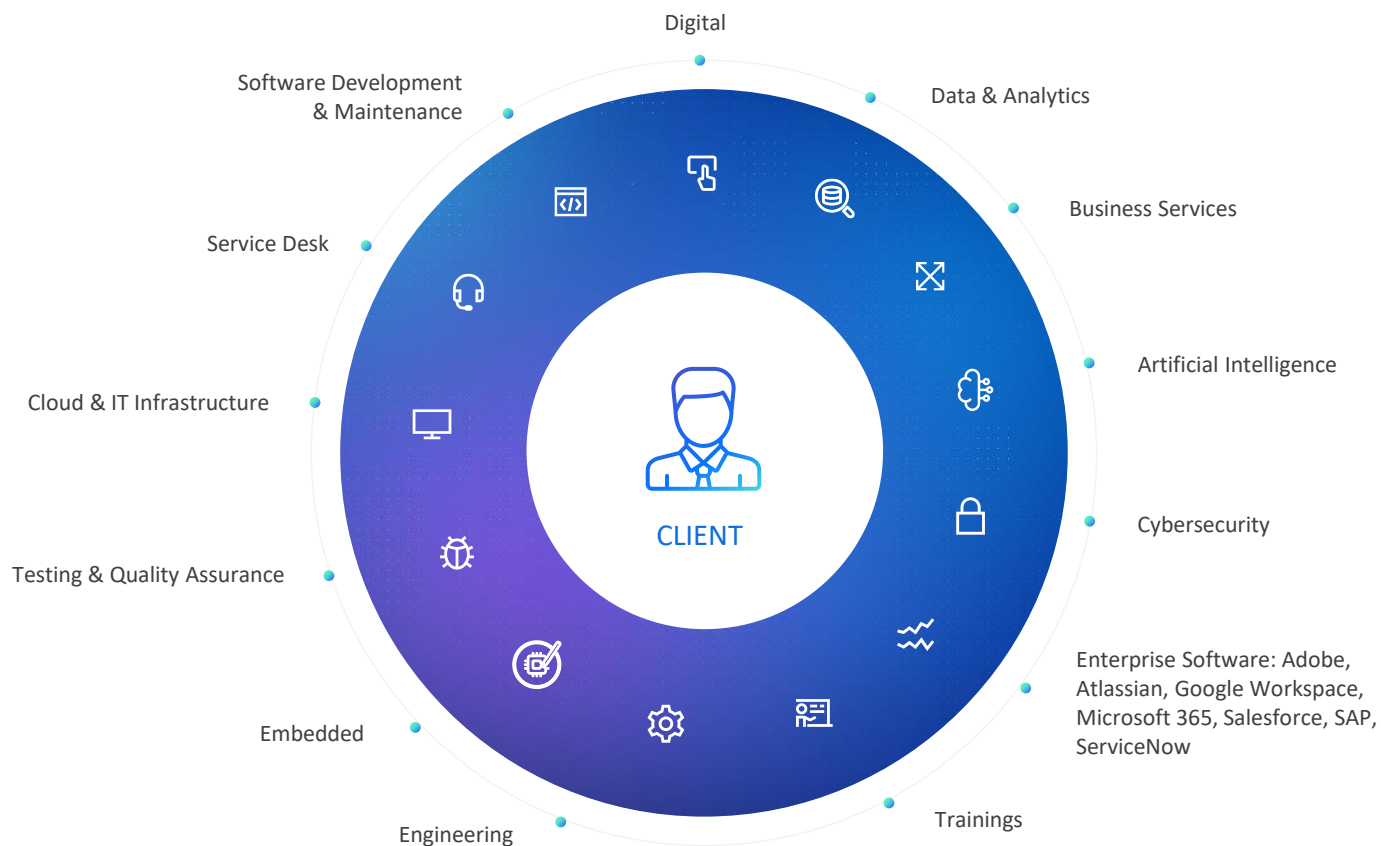 Digital
Software Development
& Maintenance
Data & Analytics
Business Services
Service Desk
Artificial Intelligence
Cloud & IT Infrastructure
Cybersecurity
CLIENT
Testing & Quality Assurance
Enterprise Software: Adobe,
Atlassian, Google Workspace,
Microsoft 365, Salesforce, SAP,
ServiceNow
Embedded
Trainings
Engineering